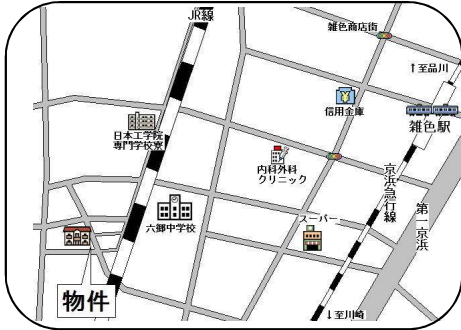 JR線
雑色商店街
↑至品川
信用金庫
雑色駅
日本工学院
専門学校寮
内科外科
クリニック
京浜急行線
第一京浜
六郷中学校
スーパー
物件
↓至川崎